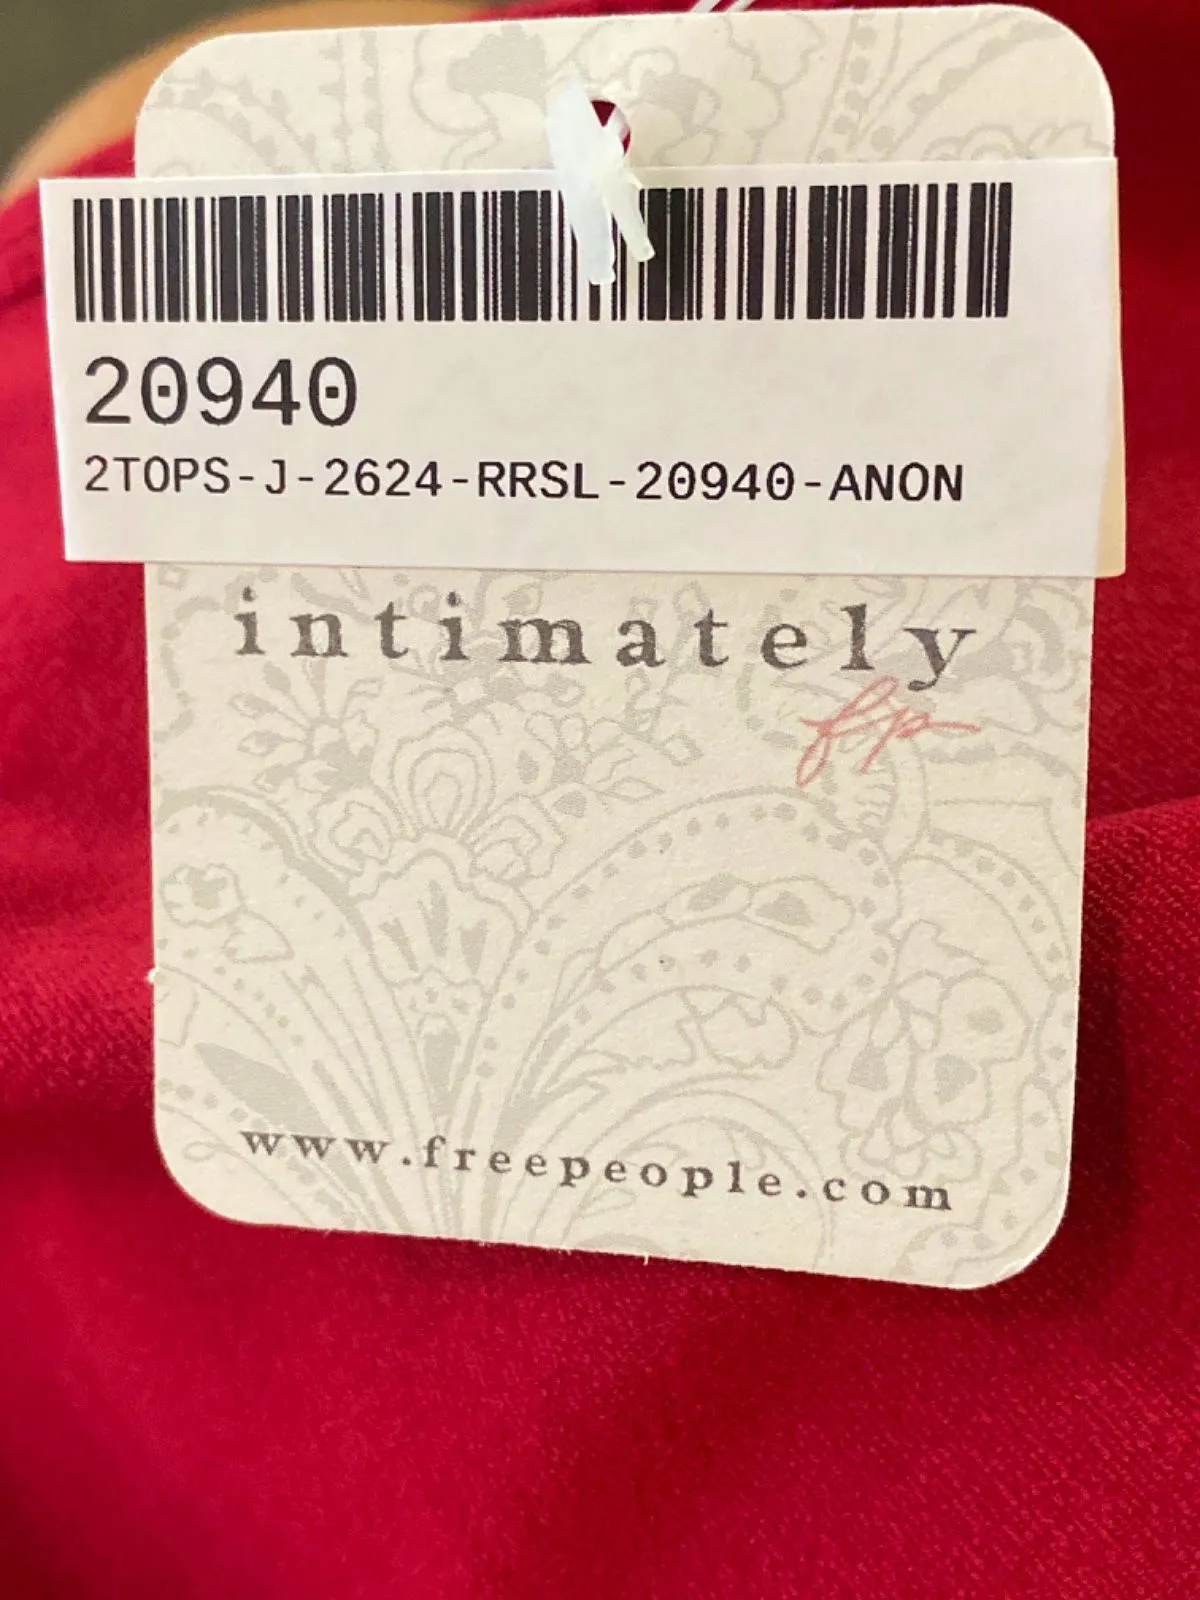 20940
2TOPS-J-2624-RRSL-20940-ANON
intimately
fp
www.freepeople.com